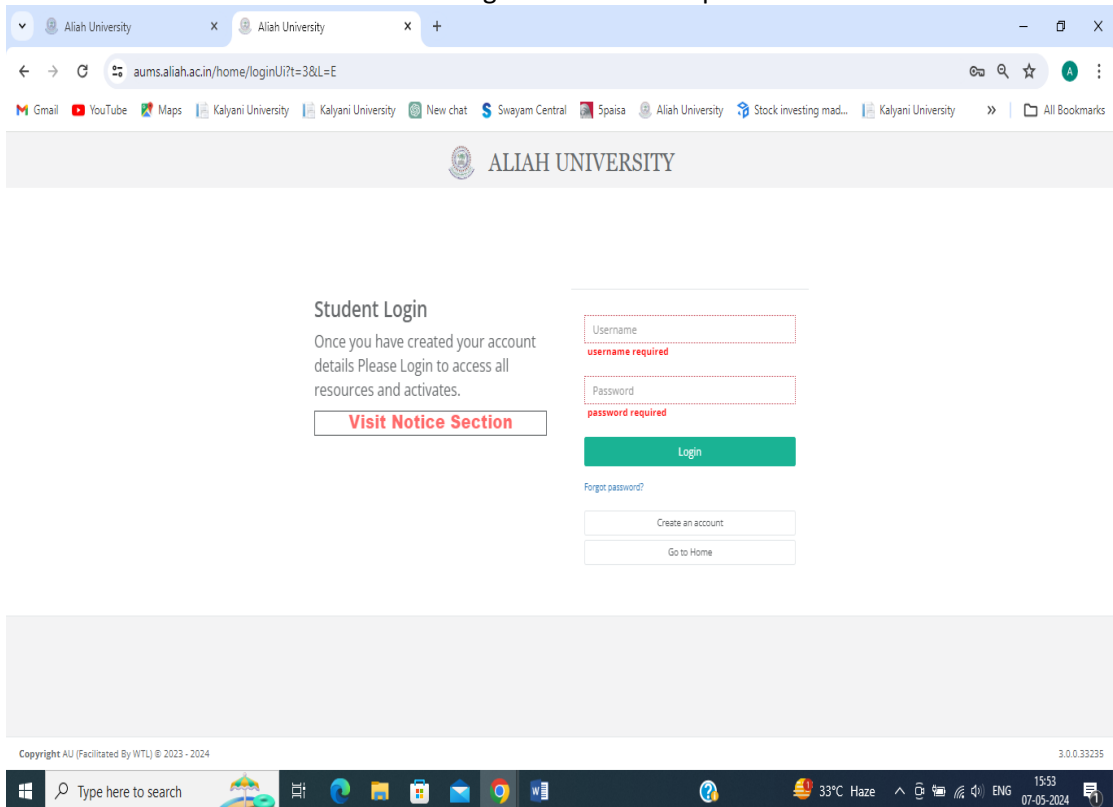 Aliah University
Aliah University
aums.aliah.ac.in/home/loginUi?t=3&L=E
A
Gmail YouTube Maps Kalyani University Kalyani University New chat Swayam Central 5paisa Aliah University Stock investing mad... Kalyani University » All Bookmarks
ALIAH UNIVERSITY
Student Login
Once you have created your account
details Please Login to access all
resources and activates.
Visit Notice Section
Username
username required
Password
password required
Login
Forgot password?
Create an account
Go to Home
Copyright AU (Facilitated By WTL) © 2023 - 2024
3.0.0.33235
Type here to search
33°C Haze
ENG
15:53
07-05-2024